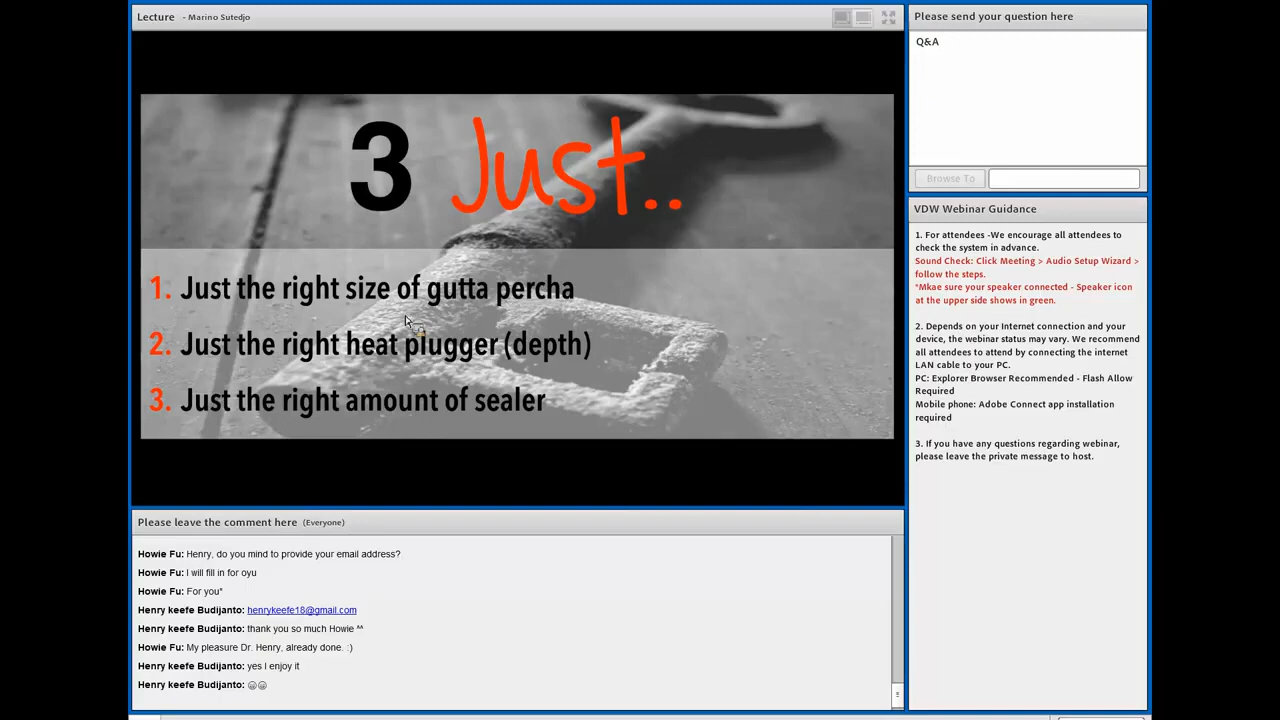 Lecture - Marino Sutedjo
3 Just..
1. Just the right size of gutta percha
2. Just the right heat plugger (depth)
3. Just the right amount of sealer
Please leave the comment here (Everyone)
Howie Fu: Henry, do you mind to provide your email address?
Howie Fu: I will fill in for oyu
Howie Fu: For you*
Henry keefe Budijanto: henrykeefe18@gmail.com
Henry keefe Budijanto: thank you so much Howie ^^
Howie Fu: My pleasure Dr. Henry, already done. :)
Henry keefe Budijanto: yes I enjoy it
Henry keefe Budijanto: 😁😁
Please send your question here
Q&A
Browse To
VDW Webinar Guidance
1. For attendees -We encourage all attendees to
check the system in advance.
Sound Check: Click Meeting > Audio Setup Wizard >
follow the steps.
*Mkae sure your speaker connected - Speaker icon
at the upper side shows in green.
2. Depends on your Internet connection and your
device, the webinar status may vary. We recommend
all attendees to attend by connecting the internet
LAN cable to your PC.
PC: Explorer Browser Recommended - Flash Allow
Required
Mobile phone: Adobe Connect app installation
required
3. If you have any questions regarding webinar,
please leave the private message to host.